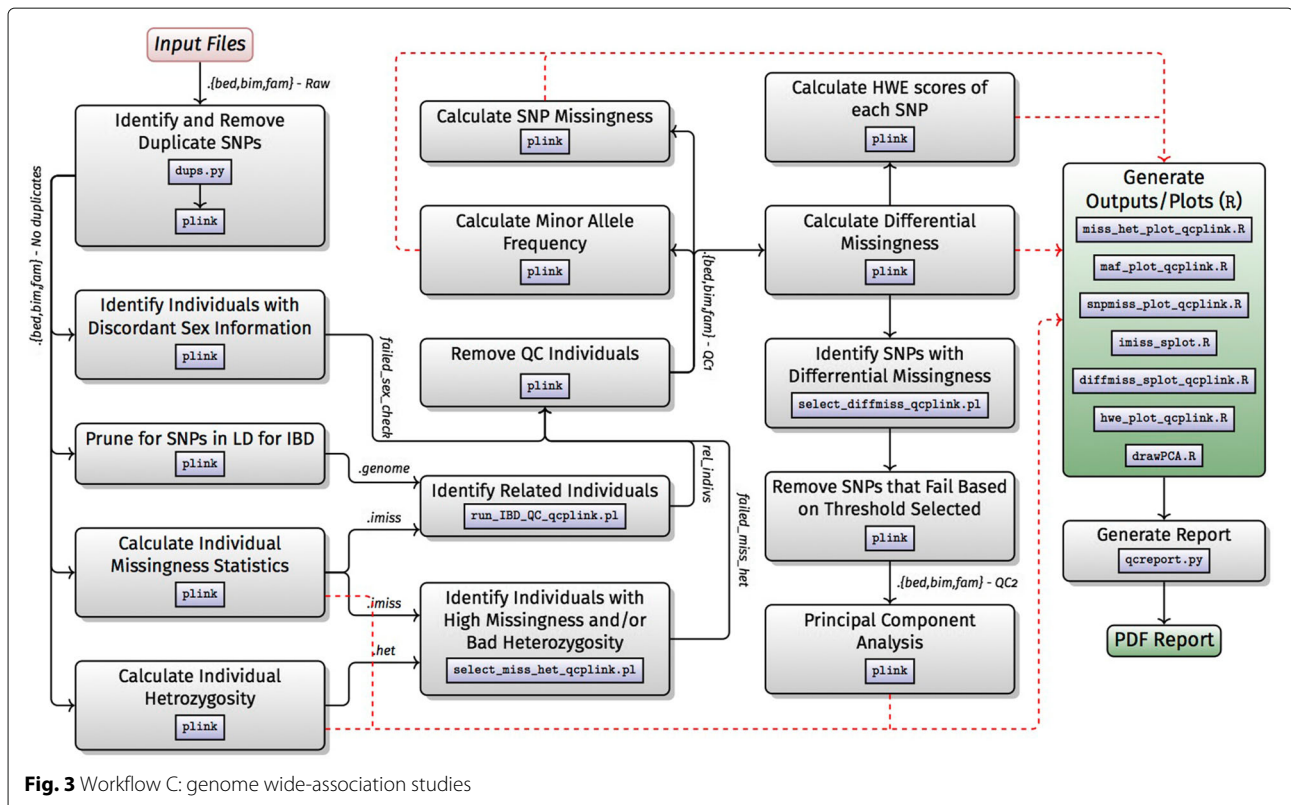 Input Files
.{bed,bim,fam} - Raw
Identify and Remove
Duplicate SNPs
dups.py
plink
.{bed,bim,fam} - No duplicates
Identify Individuals with
Discordant Sex Information
plink
failed_sex_check
Prune for SNPs in LD for IBD
plink
.genome
Calculate Individual
Missingness Statistics
plink
.imiss
.imiss
Calculate Individual
Hetrozygosity
plink
.het
Calculate SNP Missingness
plink
Calculate Minor Allele
Frequency
plink
Remove QC Individuals
plink
.{bed,bim,fam} - QC1
Identify Related Individuals
run_IBD_QC_qcplink.pl
rel_indivs
Identify Individuals with
High Missingness and/or
Bad Heterozygosity
select_miss_het_qcplink.pl
failed_miss_het
Calculate HWE scores of
each SNP
plink
Calculate Differential
Missingness
plink
Identify SNPs with
Differrential Missingness
select_diffmiss_qcplink.pl
Remove SNPs that Fail Based
on Threshold Selected
plink
.{bed,bim,fam} - QC2
Principal Component
Analysis
plink
Generate
Outputs/Plots (R)
miss_het_plot_qcplink.R
maf_plot_qcplink.R
snpmiss_plot_qcplink.R
imiss_splot.R
diffmiss_splot_qcplink.R
hwe_plot_qcplink.R
drawPCA.R
Generate Report
qcreport.py
PDF Report
Fig. 3 Workflow C: genome wide-association studies